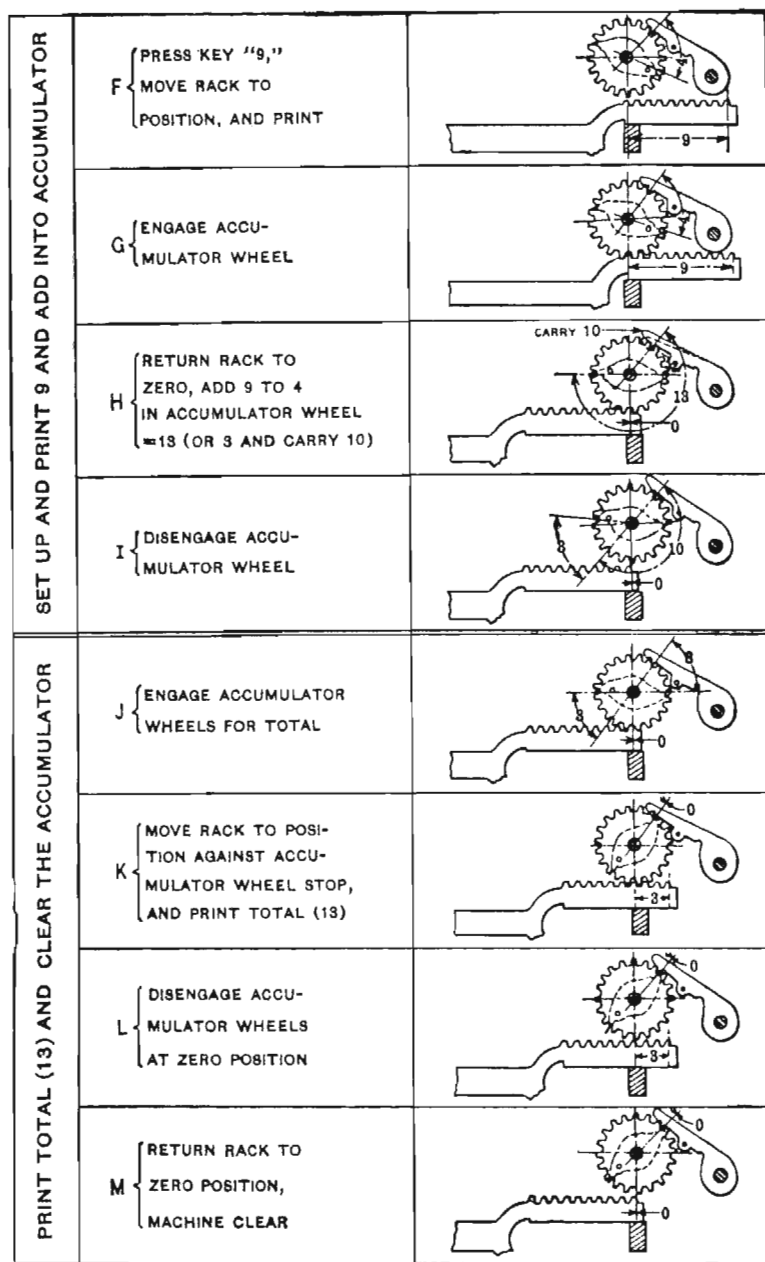 SET UP AND PRINT 9 AND ADD INTO ACCUMULATOR
F
PRESS KEY "9,"
MOVE RACK TO
POSITION, AND PRINT
4
9
G
ENGAGE ACCU-
MULATOR WHEEL
4
9
H
RETURN RACK TO
ZERO, ADD 9 TO 4
IN ACCUMULATOR WHEEL
=13 (OR 3 AND CARRY 10)
CARRY 10
13
0
I
DISENGAGE ACCU-
MULATOR WHEEL
3
10
0
PRINT TOTAL (13) AND CLEAR THE ACCUMULATOR
J
ENGAGE ACCUMULATOR
WHEELS FOR TOTAL
3
3
0
K
MOVE RACK TO POSI-
TION AGAINST ACCU-
MULATOR WHEEL STOP,
AND PRINT TOTAL (13)
0
3
L
DISENGAGE ACCU-
MULATOR WHEELS
AT ZERO POSITION
0
3
M
RETURN RACK TO
ZERO POSITION,
MACHINE CLEAR
0
0